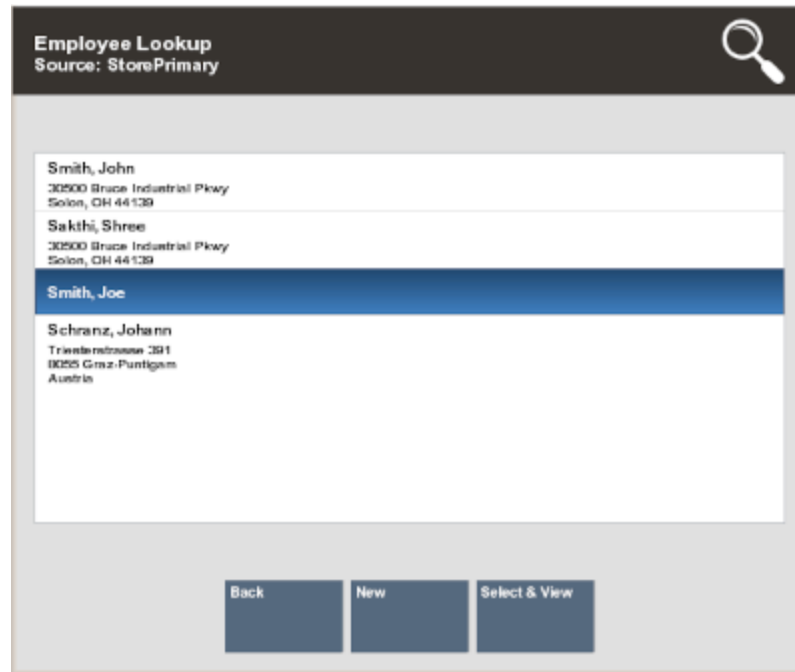 Employee Lookup
Source: StorePrimary
Smith, John
30500 Bruce Industrial Pkwy
Solon, OH 44139
Sakthi, Shree
30500 Bruce Industrial Pkwy
Solon, OH 44139
Smith, Joe
Schranz, Johann
Triesterstrasse 391
8055 Graz-Puntigam
Austria
Back
New
Select & View